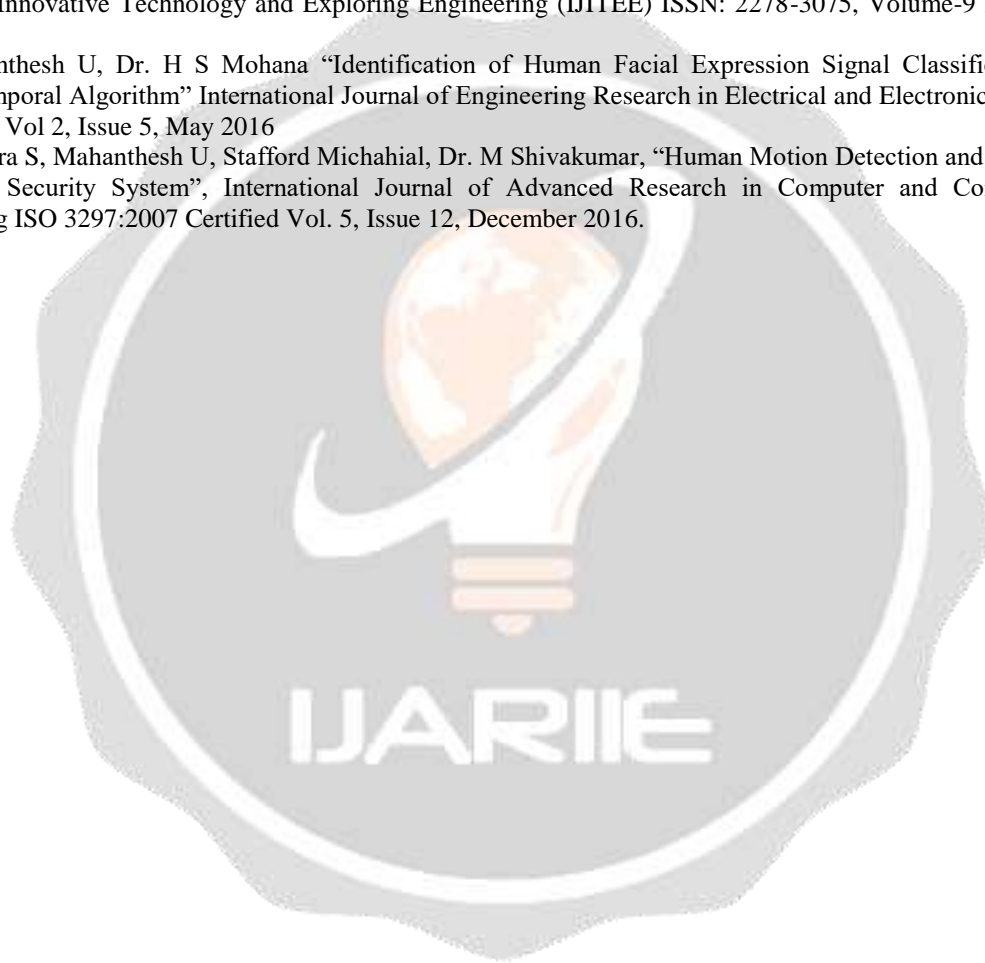 Innovative Technology and Exploring Engineering (IJITEE) ISSN: 2278-3075, Volume-9
nthesh U, Dr. H S Mohana “Identification of Human Facial Expression Signal Classifi
mporal Algorithm” International Journal of Engineering Research in Electrical and Electronic
Vol 2, Issue 5, May 2016
ra S, Mahanthesh U, Stafford Michahial, Dr. M Shivakumar, “Human Motion Detection and
Security System”, International Journal of Advanced Research in Computer and Co
g ISO 3297:2007 Certified Vol. 5, Issue 12, December 2016.
IJARIIE